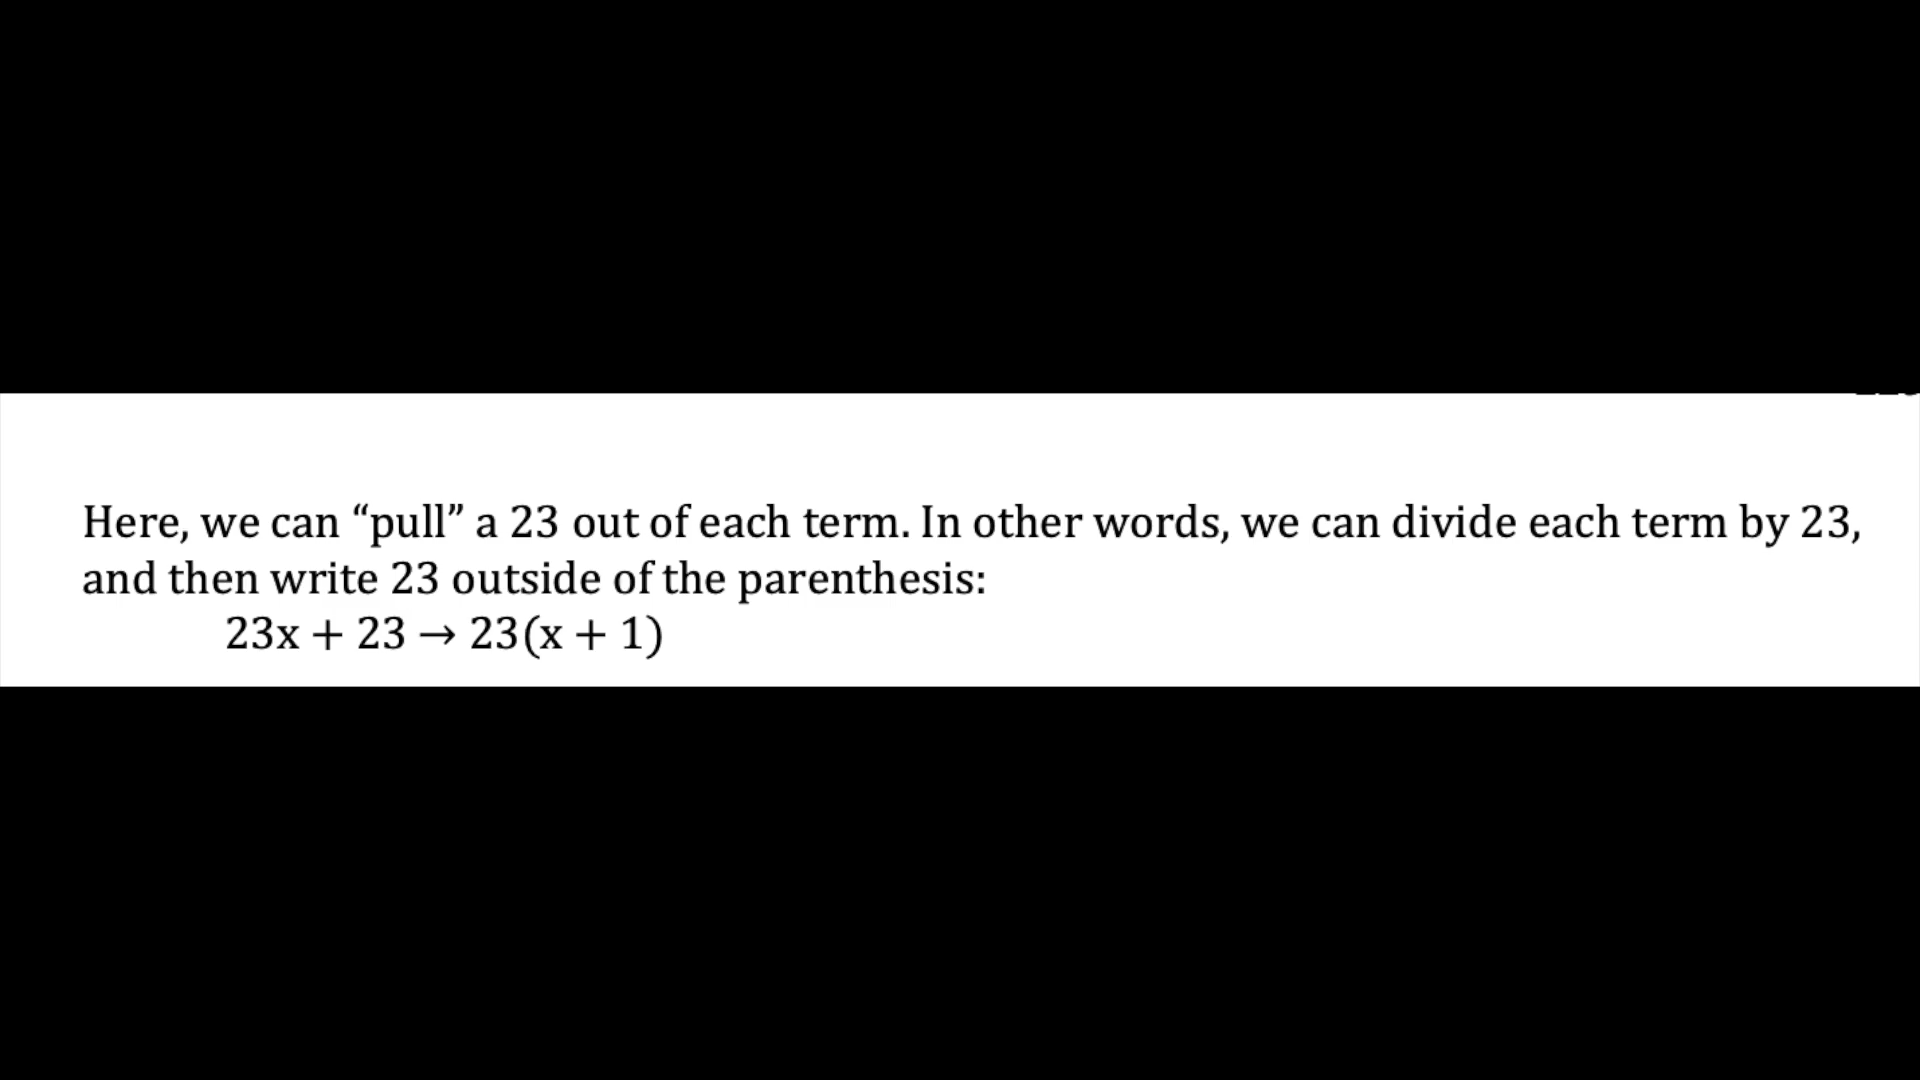 Here, we can “pull” a 23 out of each term. In other words, we can divide each term by 23,
and then write 23 outside of the parenthesis:
23x + 23 → 23(x + 1)